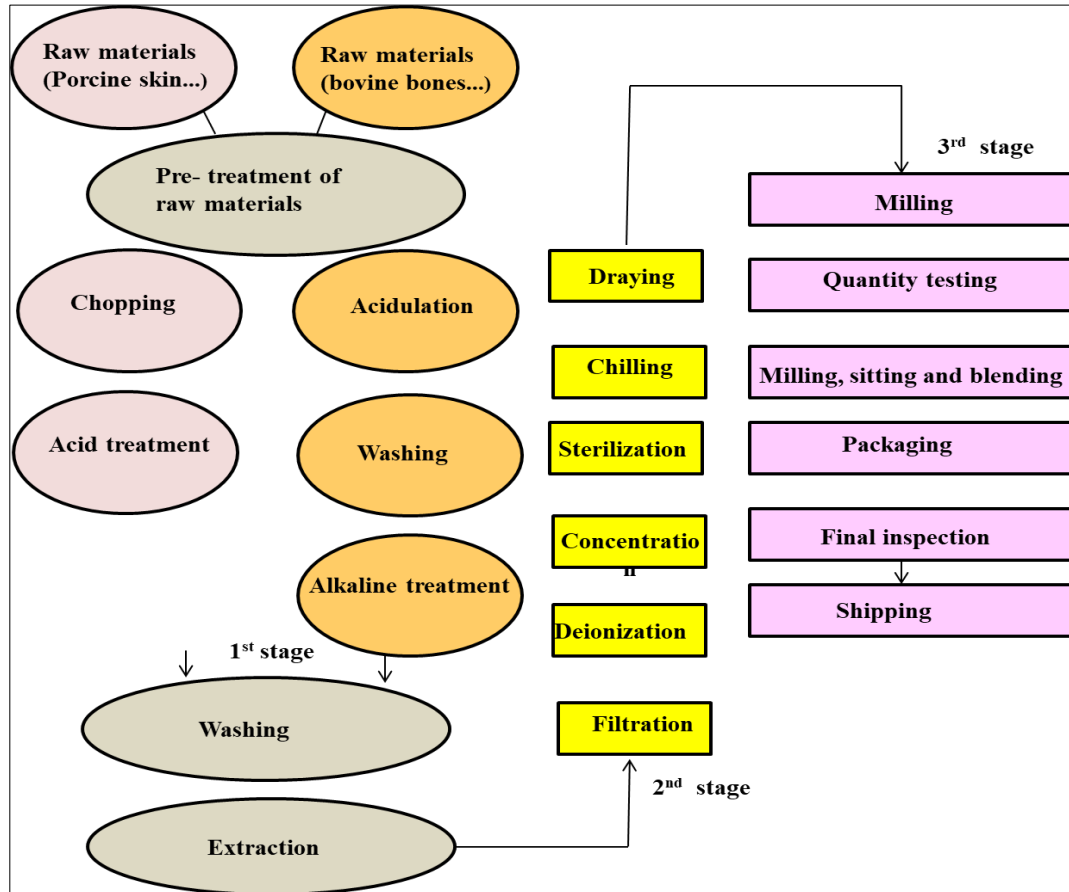 Raw materials
(Porcine skin...)
Raw materials
(bovine bones...)
Pre- treatment of
raw materials
Chopping
Acidulation
Acid treatment
Washing
Alkaline treatment
1st stage
Washing
Extraction
2nd stage
Filtration
Deionization
Concentratio
n
Sterilization
Chilling
Draying
3rd stage
Milling
Quantity testing
Milling, sitting and blending
Packaging
Final inspection
Shipping